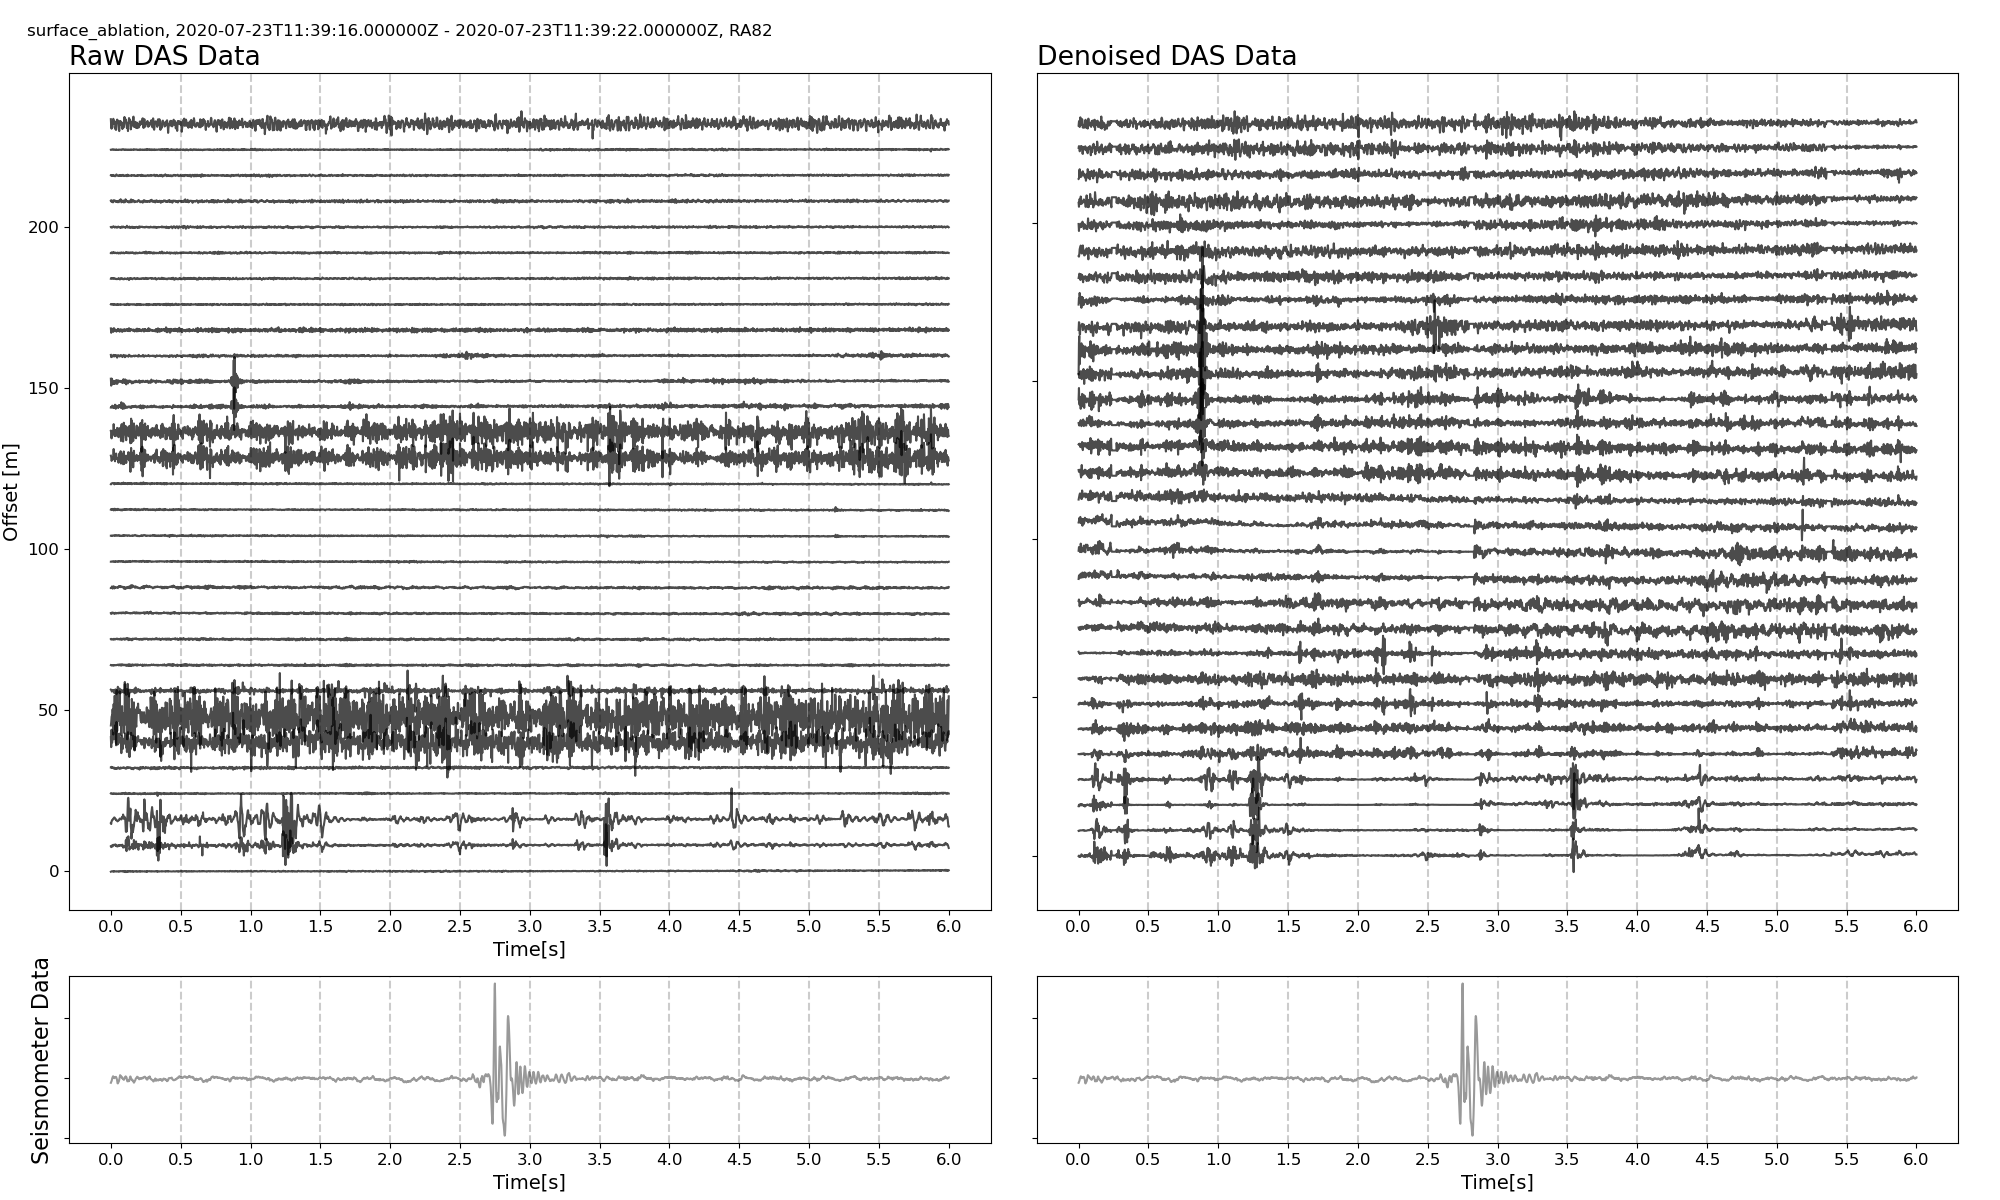 surface_ablation, 2020-07-23T11:39:16.000000Z - 2020-07-23T11:39:22.000000Z, RA82
Raw DAS Data
Denoised DAS Data
Offset [m]
200
150
100
50
0
0.0 0.5 1.0 1.5 2.0 2.5 3.0 3.5 4.0 4.5 5.0 5.5 6.0
Time[s]
0.0 0.5 1.0 1.5 2.0 2.5 3.0 3.5 4.0 4.5 5.0 5.5 6.0
Seismometer Data
0.0 0.5 1.0 1.5 2.0 2.5 3.0 3.5 4.0 4.5 5.0 5.5 6.0
Time[s]
0.0 0.5 1.0 1.5 2.0 2.5 3.0 3.5 4.0 4.5 5.0 5.5 6.0
Time[s]